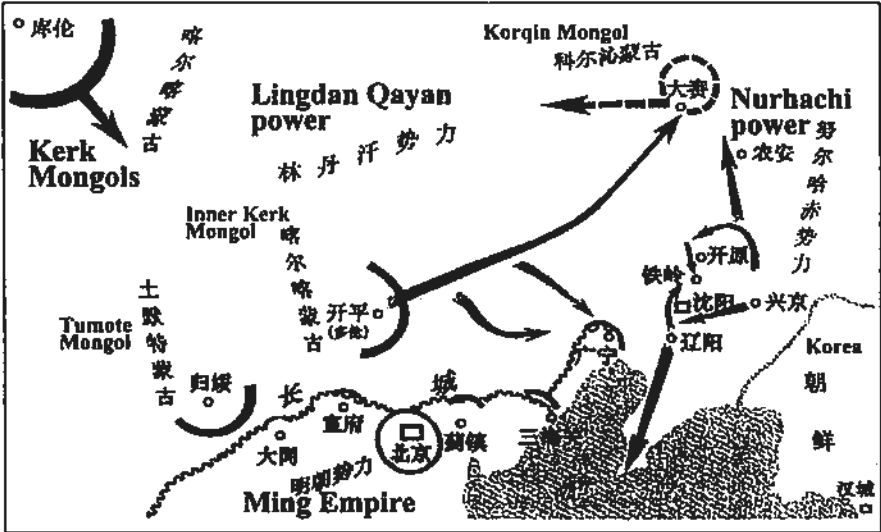 库伦
喀尔喀蒙古
Korqin Mongol
科尔沁蒙古
大赛
Lingdan Qayan
power
林丹汗势力
Nurhachi
power
努尔哈赤势力
农安
Kerk
Mongols
Inner Kerk
Mongol
喀尔喀蒙古
开平
开源
铁岭
沈阳
兴京
辽阳
土默特蒙古
Tumote
Mongol
归绥
长城
宣府
大同
北京
蓟镇
明朝势力
Ming Empire
Korea
朝鲜
汉城